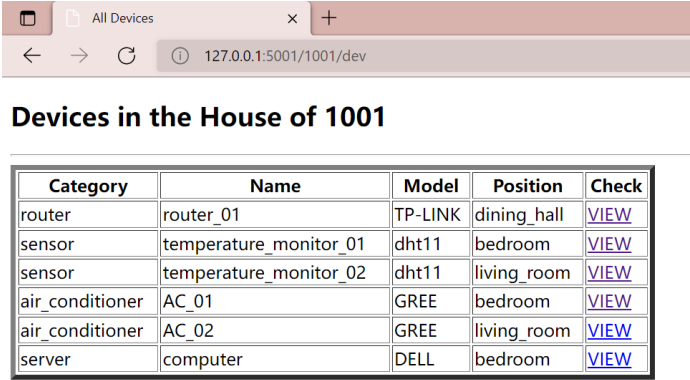 All Devices
127.0.0.1:5001/1001/dev
Devices in the House of 1001
Category Name Model Position Check
router router_01 TP-LINK dining_hall VIEW
sensor temperature_monitor_01 dht11 bedroom VIEW
sensor temperature_monitor_02 dht11 living_room VIEW
air_conditioner AC_01 GREE bedroom VIEW
air_conditioner AC_02 GREE living_room VIEW
server computer DELL bedroom VIEW